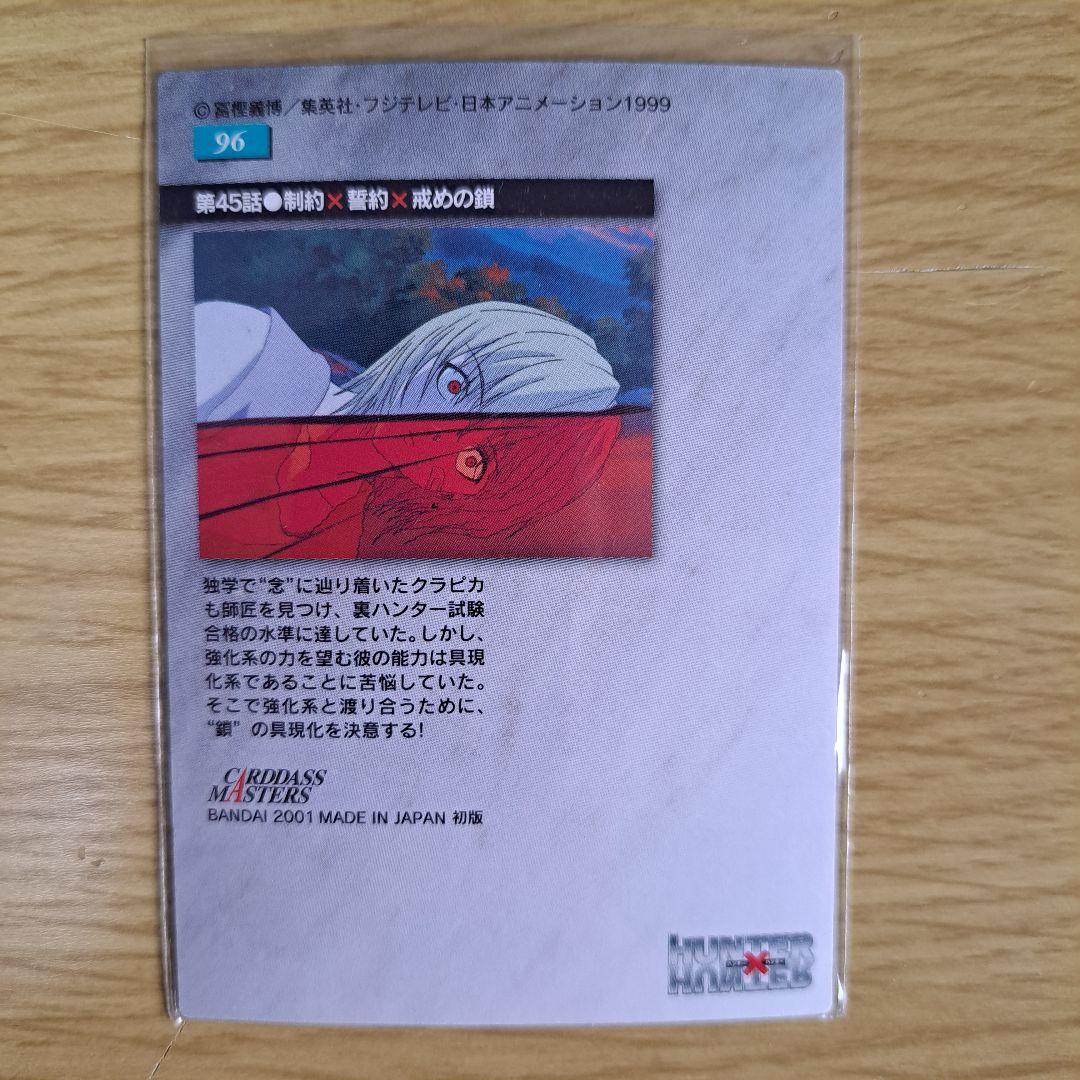 ©冨樫義博／集英社・フジテレビ・日本アニメーション1999
96
第45話●制約×誓約×戒めの鎖
独学で“念”に辿り着いたクラピカ
も師匠を見つけ、裏ハンター試験
合格の水準に達していた。しかし、
強化系の力を望む彼の能力は具現
化系であることに苦悩していた。
そこで強化系と渡り合うために、
“鎖”の具現化を決意する!
CARDDASS
MASTERS
BANDAI 2001 MADE IN JAPAN 初版
HUNTER
×
HUNTER